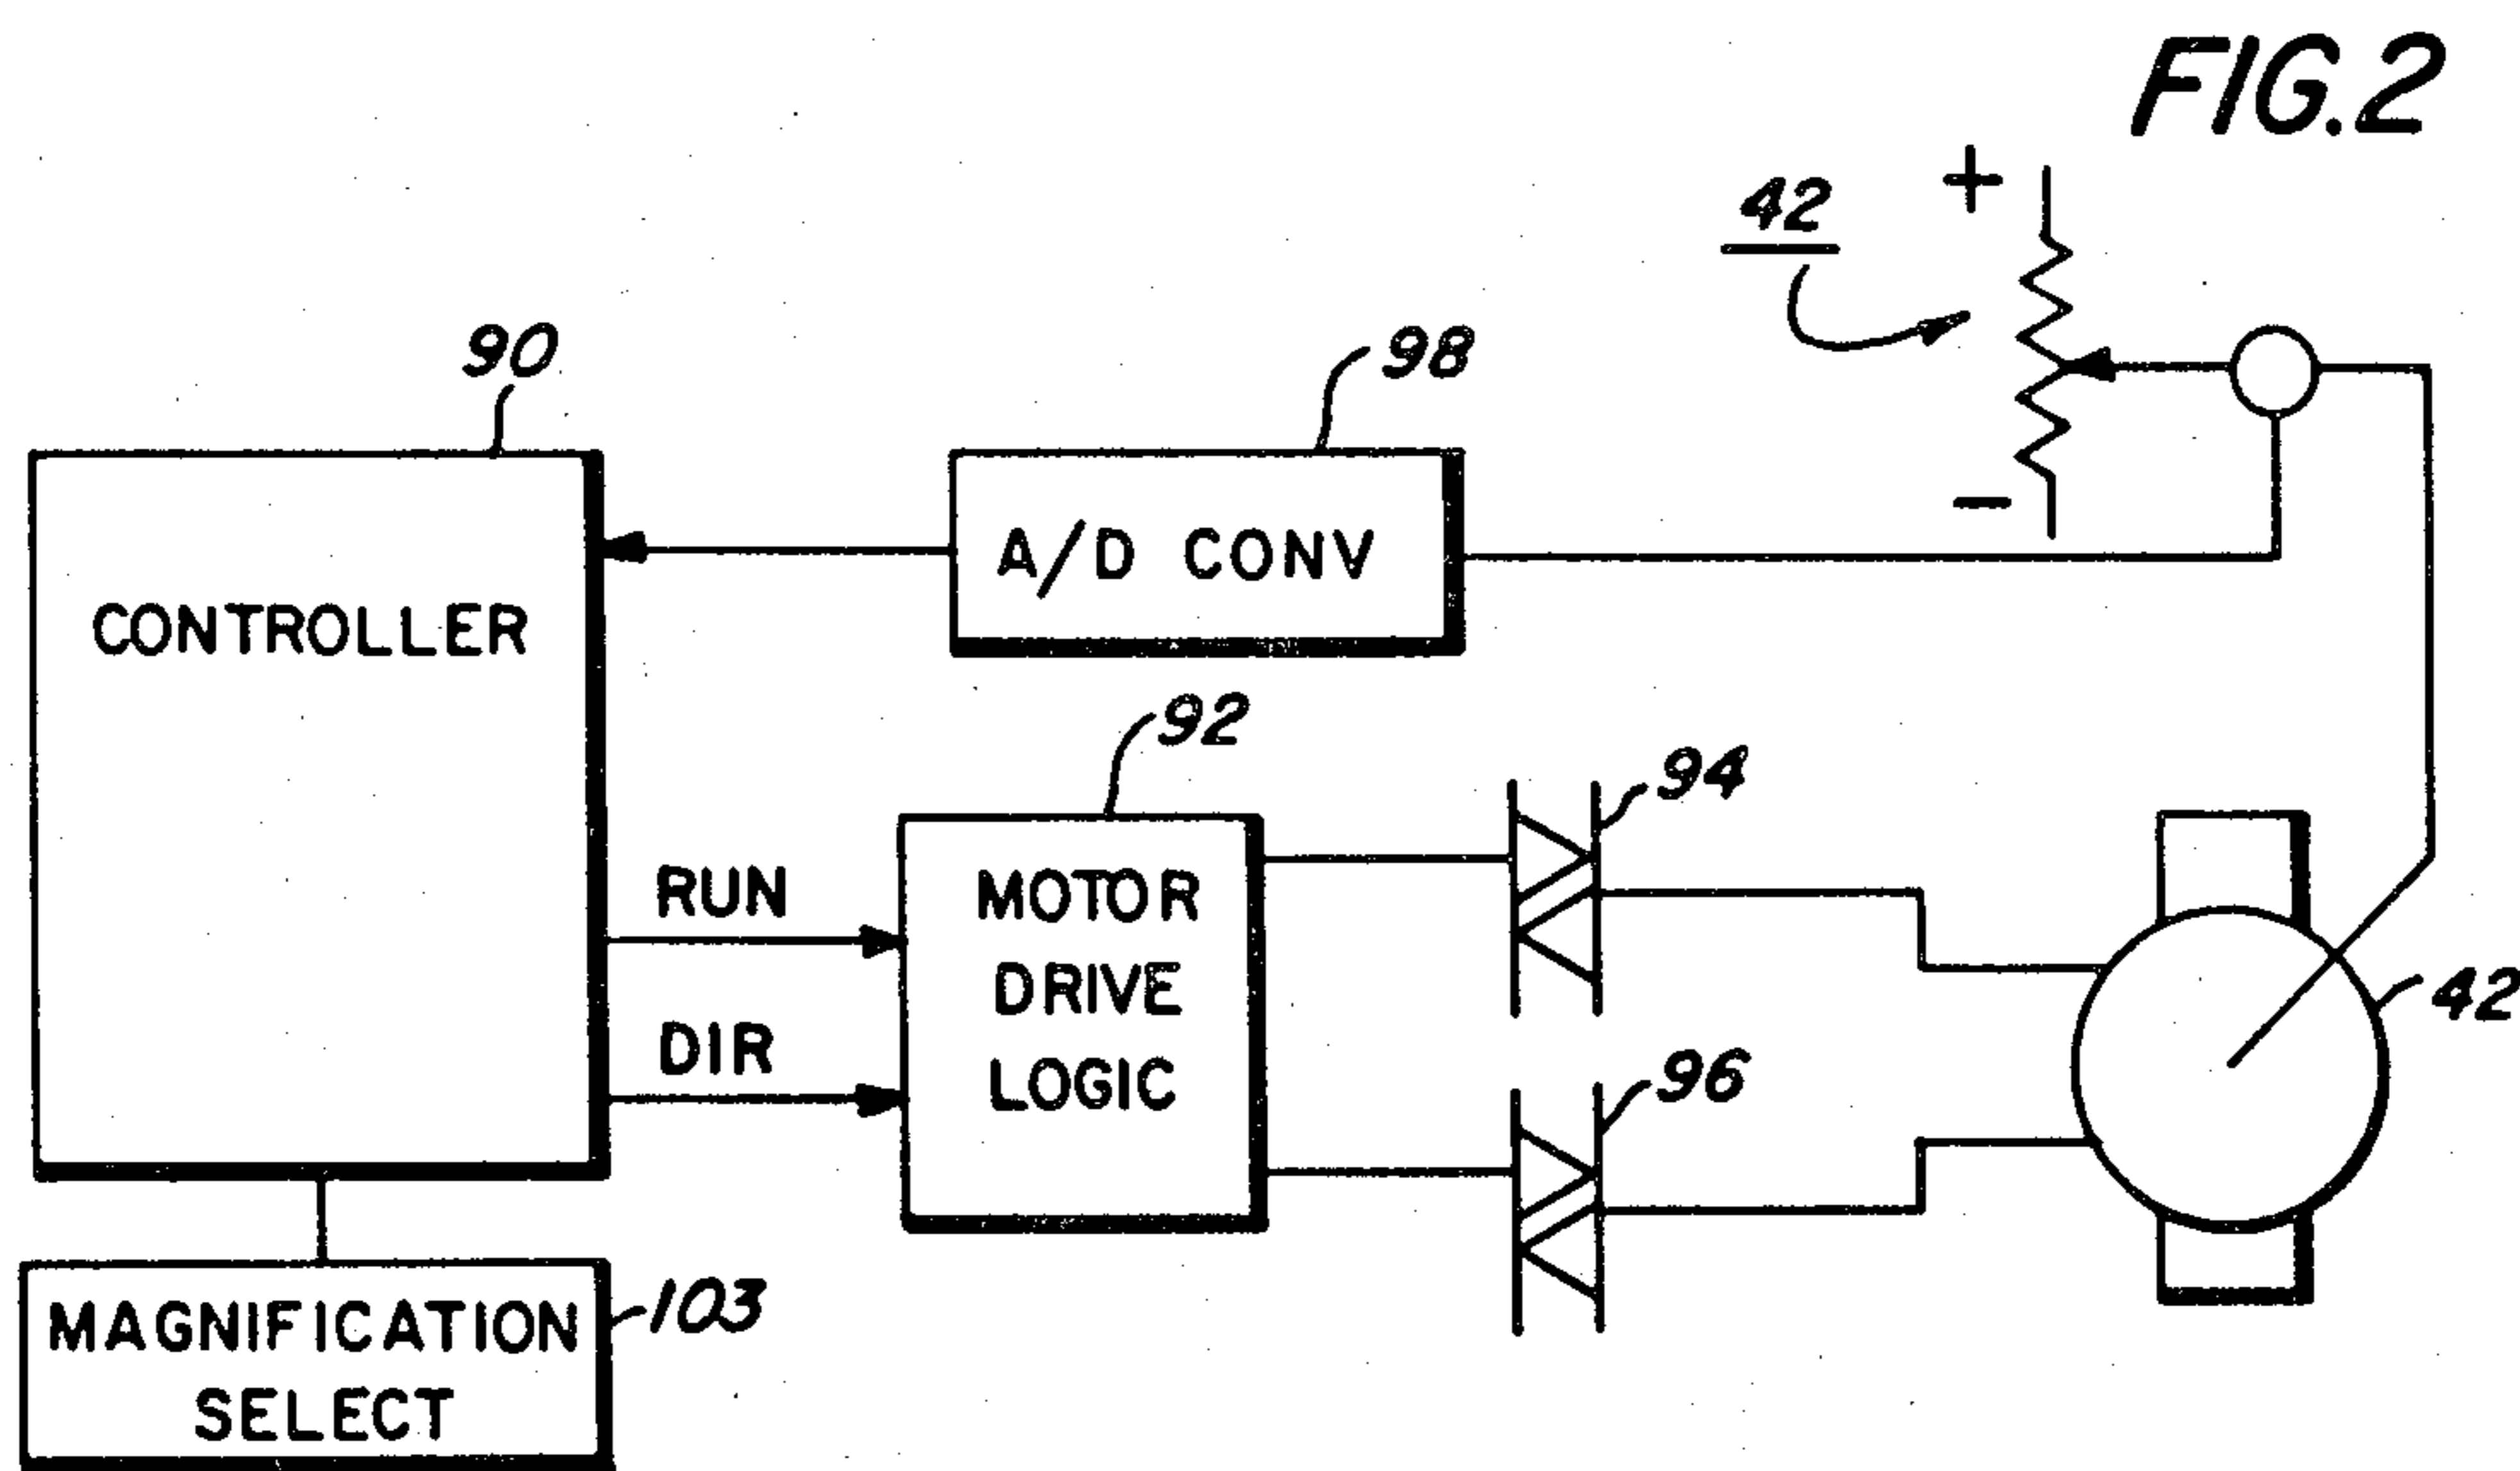 FIG.2
+
42
90
98
-
A/D CONV
CONTROLLER
92
94
RUN
MOTOR
DRIVE
LOGIC
42
DIR
96
103
MAGNIFICATION
SELECT